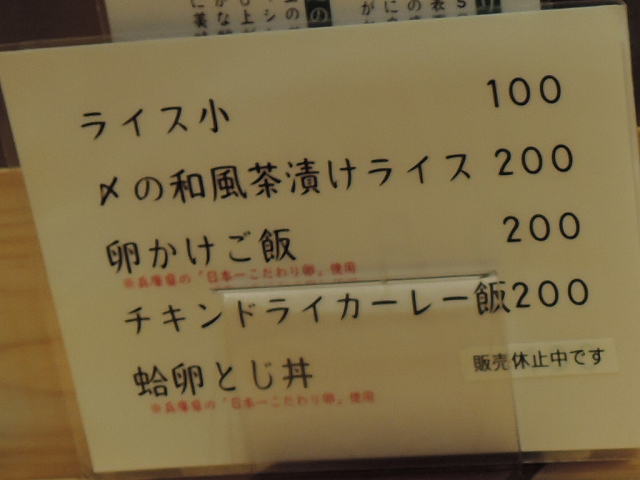 ライス小 100
〆の和風茶漬けライス 200
卵かけご飯 200
※兵庫県の「日本一こだわり卵」使用
チキンドライカーレー飯200
蛤卵とじ丼 販売休止中です
※兵庫県の「日本一こだわり卵」使用